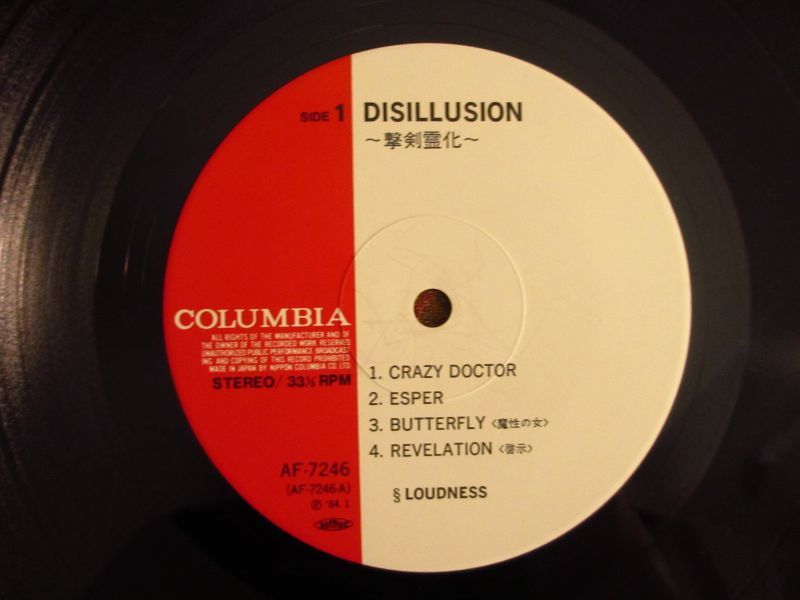 SIDE 1 DISILLUSION
～撃剣霊化～
COLUMBIA
ALL RIGHTS OF THE MANUFACTURER AND OF
THE OWNER OF THE RECORDED WORK RESERVED
UNAUTHORIZED PUBLIC PERFORMANCE BROADCAST-
ING AND COPYING OF THIS RECORD PROHIBITED
MADE IN JAPAN BY NIPPON COLUMBIA CO. LTD
STEREO/33⅓ RPM
1. CRAZY DOCTOR
2. ESPER
3. BUTTERFLY〈魔性の女〉
4. REVELATION〈啓示〉
§ LOUDNESS
AF-7246
(AF-7246A)
Ⓟ '84 1